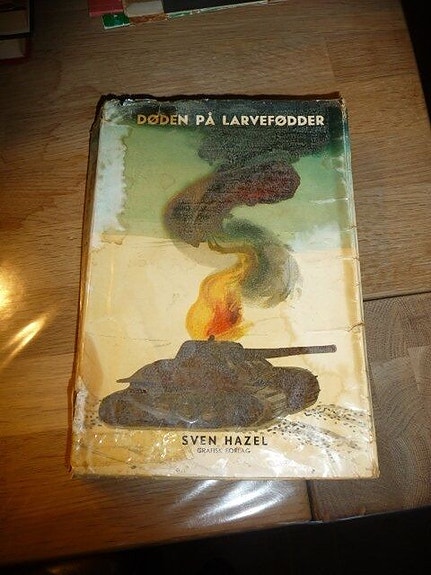 DØDEN PÅ LARVEFØDDER
SVEN HAZEL
GRAFISK FORLAG